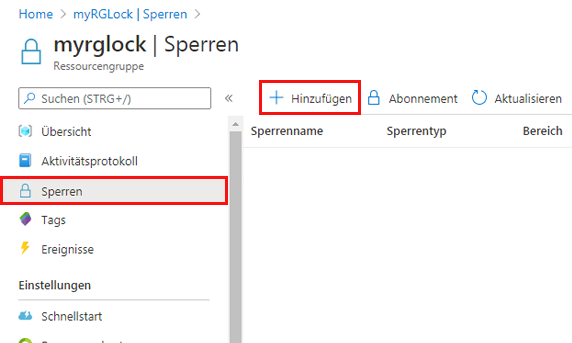 Home > myRGLock | Sperren >
myrglock | Sperren
Ressourcengruppe
Suchen (STRG+/)
«
Hinzufügen
Abonnement
Aktualisieren
Übersicht
Aktivitätsprotokoll
Sperren
Tags
Ereignisse
Einstellungen
Schnellstart
Sperrenname
Sperrentyp
Bereich